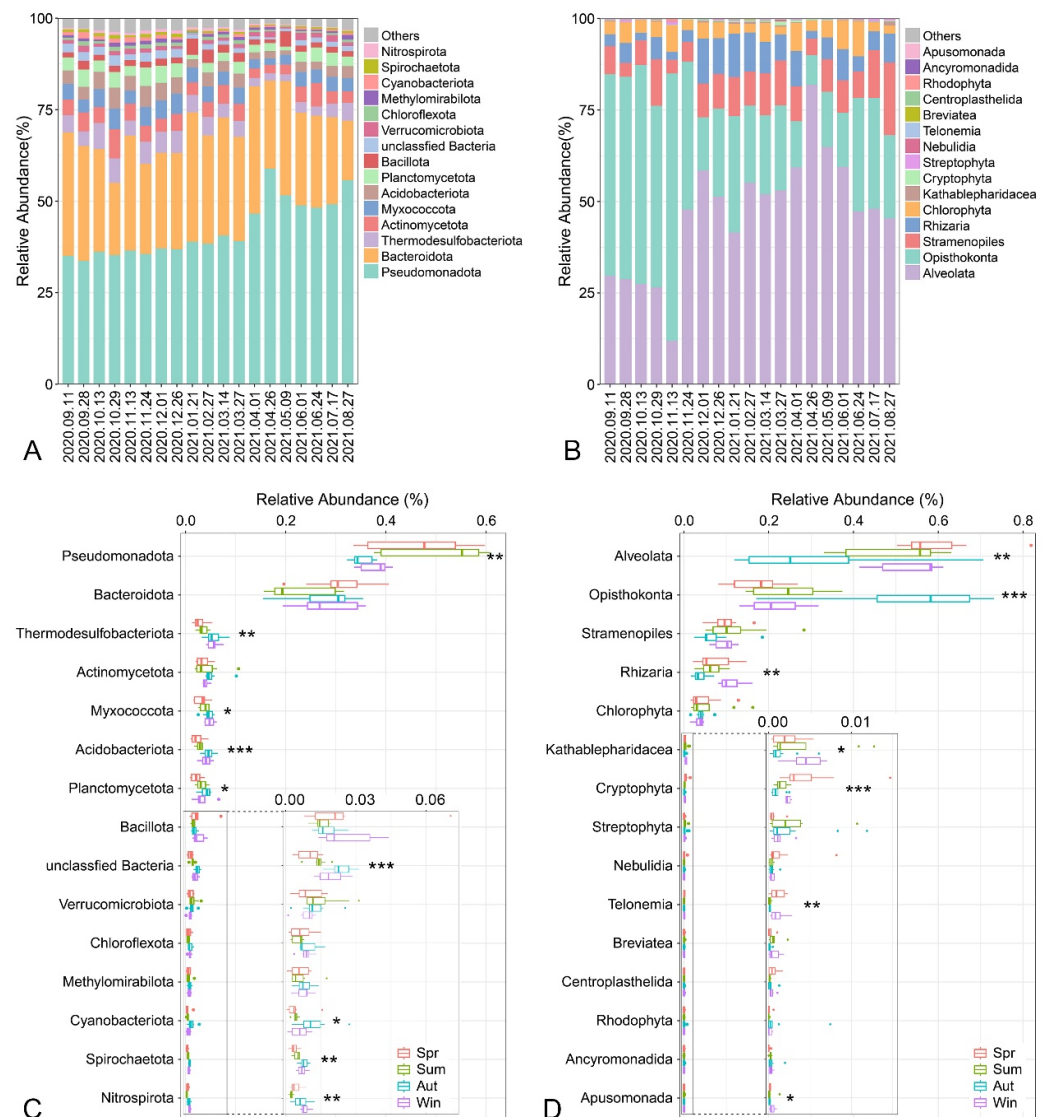 100
75
50
25
0
Relative Abundance(%)
2020.09.11
2020.09.28
2020.10.13
2020.10.29
2020.11.13
2020.11.24
2020.12.01
2020.12.26
2021.01.21
2021.02.27
2021.03.14
2021.03.27
2021.04.01
2021.04.26
2021.05.09
2021.06.01
2021.06.24
2021.07.17
2021.08.27
Others
Nitrospirota
Spirochaetota
Cyanobacteriota
Methylomirabilota
Chloroflexota
Verrucomicrobiota
unclassfied Bacteria
Bacillota
Planctomycetota
Acidobacteriota
Myxococcota
Actinomycetota
Thermodesulfobacteriota
Bacteroidota
Pseudomonadota
A
100
75
50
25
0
Relative Abundance(%)
2020.09.11
2020.09.28
2020.10.13
2020.10.29
2020.11.13
2020.11.24
2020.12.01
2020.12.26
2021.01.21
2021.02.27
2021.03.14
2021.03.27
2021.04.01
2021.04.26
2021.05.09
2021.06.01
2021.06.24
2021.07.17
2021.08.27
Others
Apusomonada
Ancyromonadida
Rhodophyta
Centroplasthelida
Breviatea
Telonemia
Nebulidia
Streptophyta
Cryptophyta
Kathablepharidacea
Chlorophyta
Rhizaria
Stramenopiles
Opisthokonta
Alveolata
B
Relative Abundance (%)
0.0 0.2 0.4 0.6
Pseudomonadota **
Bacteroidota
Thermodesulfobacteriota **
Actinomycetota
Myxococcota *
Acidobacteriota ***
Planctomycetota *
0.00 0.03 0.06
Bacillota
unclassfied Bacteria ***
Verrucomicrobiota
Chloroflexota
Methylomirabilota
Cyanobacteriota *
Spirochaetota **
Nitrospirota **
Spr
Sum
Aut
Win
C
Relative Abundance (%)
0.0 0.2 0.4 0.6 0.8
Alveolata **
Opisthokonta ***
Stramenopiles
Rhizaria **
Chlorophyta
0.00 0.01
Kathablepharidacea *
Cryptophyta ***
Streptophyta
Nebulidia
Telonemia **
Breviatea
Centroplasthelida
Rhodophyta
Ancyromonadida
Apusomonada *
Spr
Sum
Aut
Win
D